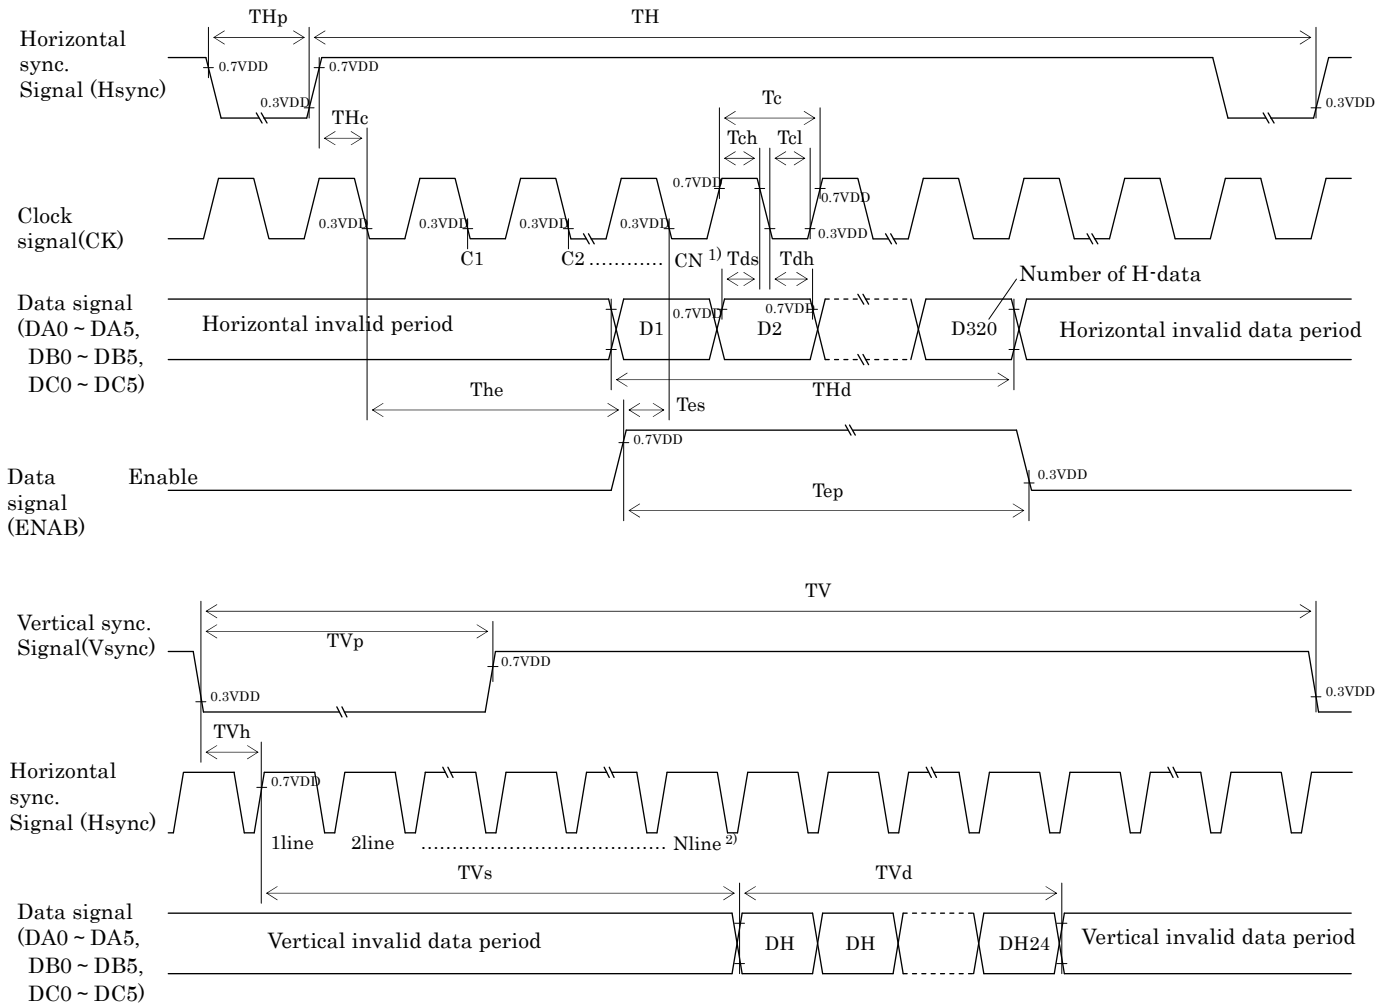 THp
TH
Horizontal
sync.
Signal (Hsync)
0.7VDD
0.7VDD
0.3VDD
0.3VDD
THc
Tc
Tch
Tcl
Clock
signal(CK)
0.3VDD
0.3VDD
0.3VDD
0.3VDD
0.7VDD
0.7VDD
0.3VDD
C1
C2
CN 1)
Tds
Tdh
Number of H-data
Data signal
(DA0 ~ DA5,
DB0 ~ DB5,
DC0 ~ DC5)
Horizontal invalid period
D1
0.7VDD
D2
0.7VDD
D320
Horizontal invalid data period
The
Tes
THd
0.7VDD
Data Enable
signal
(ENAB)
0.3VDD
Tep
TV
Vertical sync.
Signal(Vsync)
TVp
0.7VDD
0.3VDD
0.3VDD
TVh
Horizontal
sync.
Signal (Hsync)
0.7VDD
1line 2line ........................................... Nline 2)
TVs
TVd
Data signal
(DA0 ~ DA5,
DB0 ~ DB5,
DC0 ~ DC5)
Vertical invalid data period
DH
DH
DH24
Vertical invalid data period